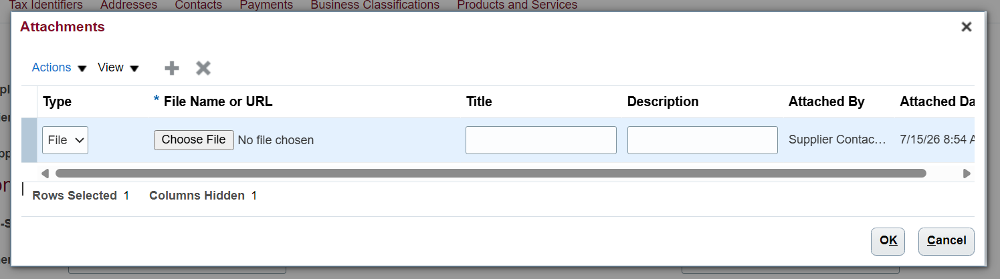 Tax Identifiers Addresses Contacts Payments Business Classifications Products and Services
Attachments
Actions View
Type * File Name or URL Title Description Attached By Attached Da
File Choose File No file chosen Supplier Contac... 7/15/26 8:54 A
Rows Selected 1 Columns Hidden 1
OK Cancel